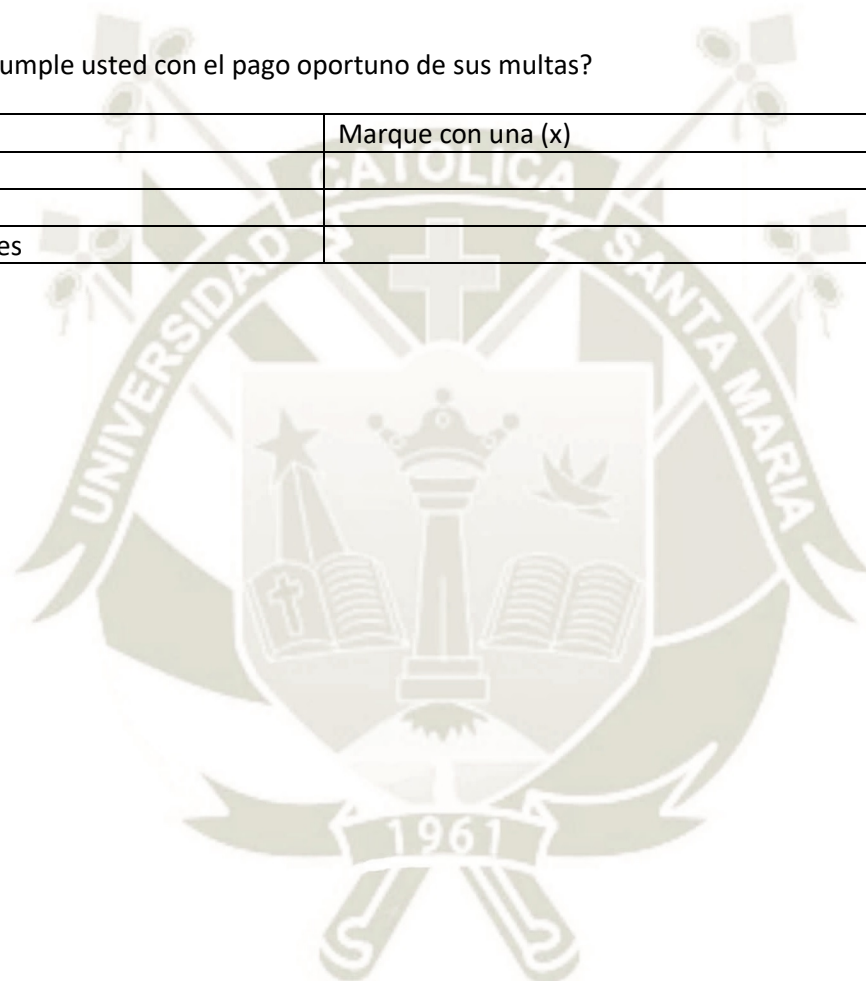 umple usted con el pago oportuno de sus multas?
Marque con una (x)
es
CATOLICA
UNIVERSIDAD
SANTA MARIA
1961